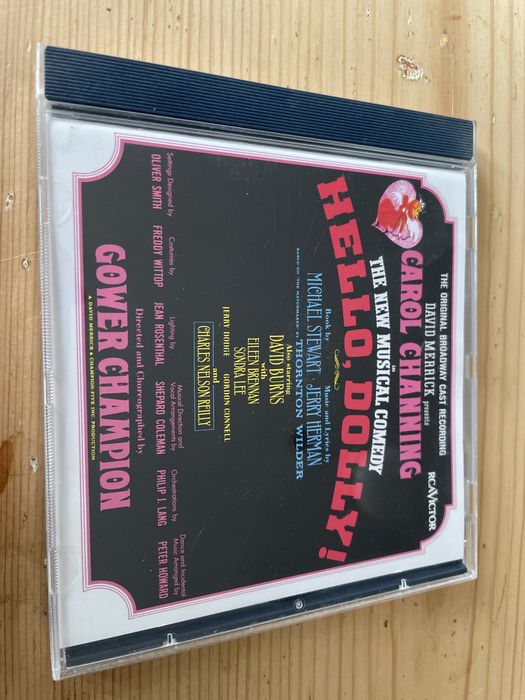 THE ORIGINAL BROADWAY CAST RECORDING
RCA VICTOR
DAVID MERRICK presents
CAROL CHANNING
in
THE NEW MUSICAL COMEDY
HELLO, DOLLY!
Book by
MICHAEL STEWART
Music and Lyrics by
JERRY HERMAN
BASED ON "THE MATCHMAKER" BY THORNTON WILDER
Also starring
DAVID BURNS
with
EILEEN BRENNAN
SONDRA LEE
JERRY DODGE GORDON CONNELL
and
CHARLES NELSON REILLY
Settings Designed by
OLIVER SMITH
Costumes by
FREDDY WITTOP
Lighting by
JEAN ROSENTHAL
Musical Direction and
Vocal Arrangements by
SHEPARD COLEMAN
Orchestrations by
PHILIP J. LANG
Dance and Incidental
Music Arranged by
PETER HOWARD
Directed and Choreographed by
GOWER CHAMPION
A DAVID MERRICK & CHAMPION FIVE INC. PRODUCTION